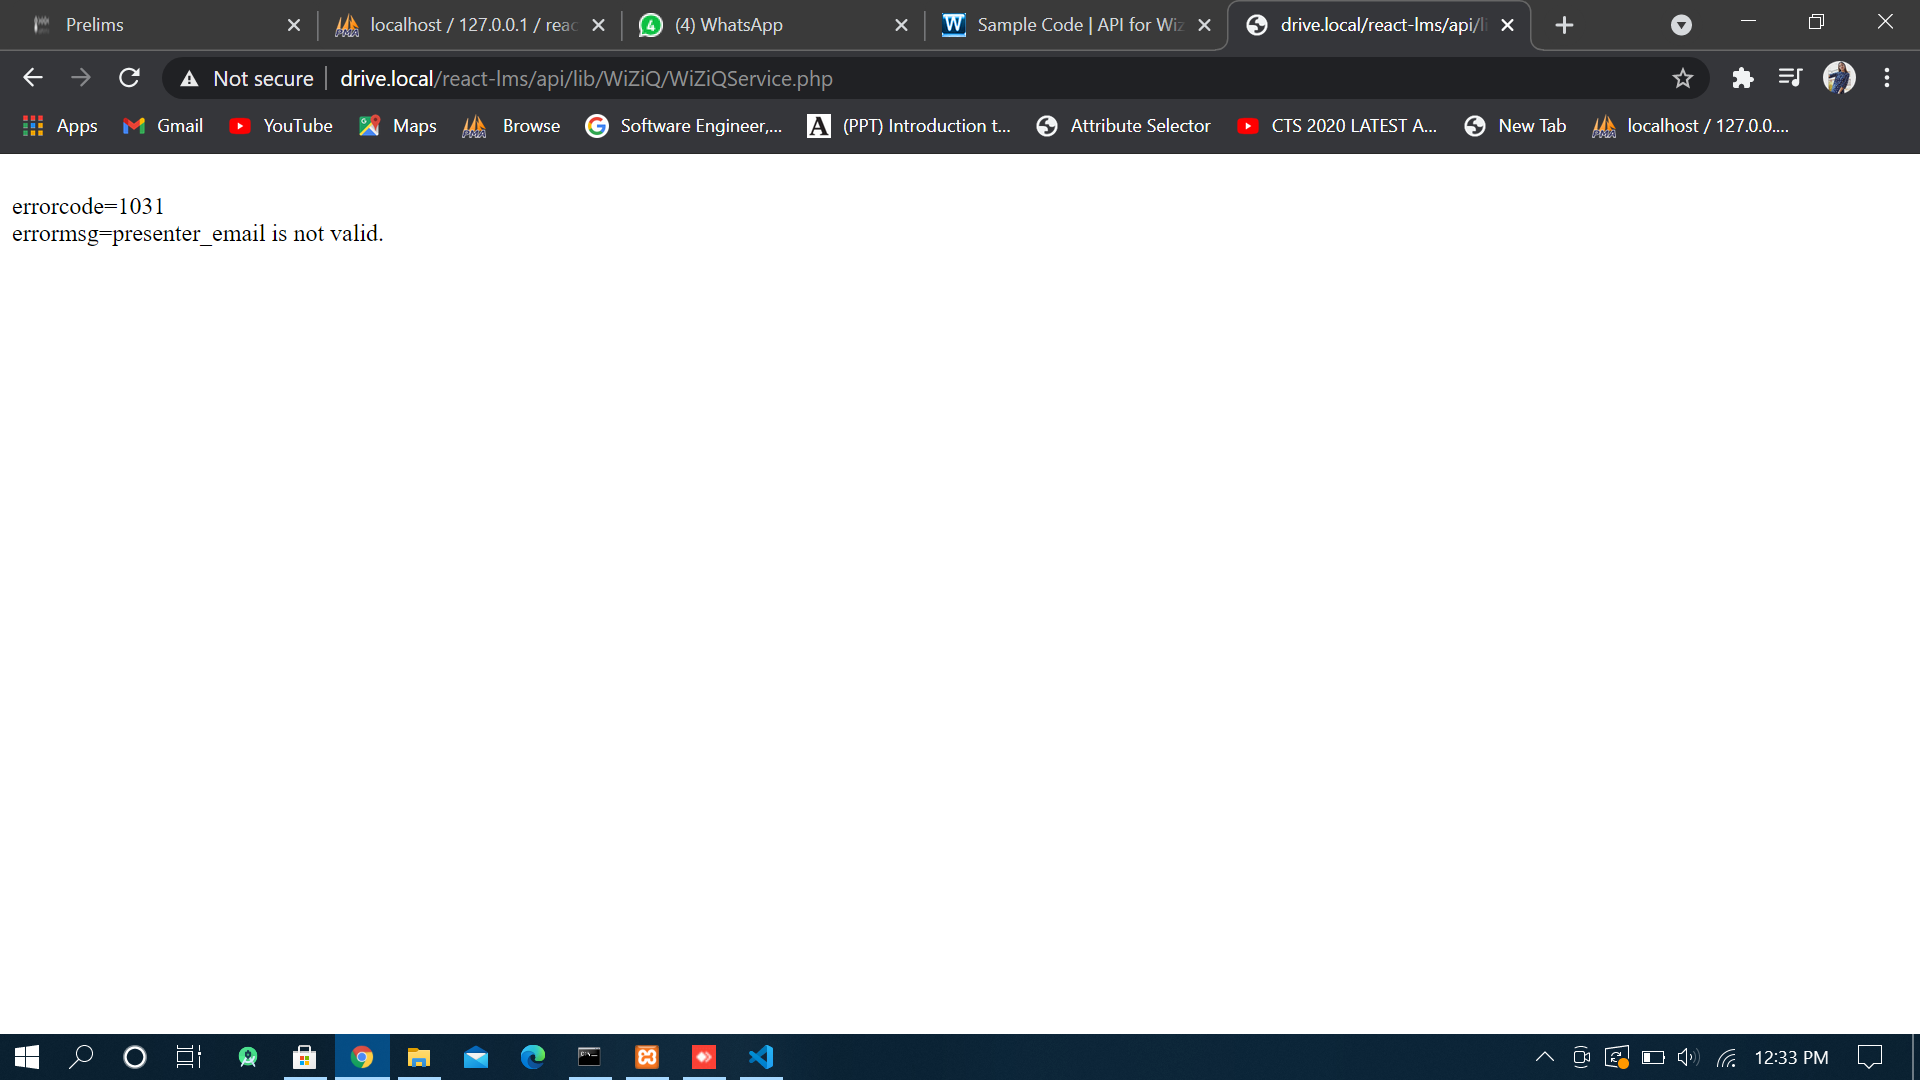 Prelims
localhost / 127.0.0.1 / reac
(4) WhatsApp
Sample Code | API for Wiz
drive.local/react-lms/api/li
Not secure
drive.local/react-lms/api/lib/WiZiQ/WiZiQService.php
Apps
Gmail
YouTube
Maps
Browse
Software Engineer,...
(PPT) Introduction t...
Attribute Selector
CTS 2020 LATEST A...
New Tab
localhost / 127.0.0....
errorcode=1031
errormsg=presenter_email is not valid.
12:33 PM